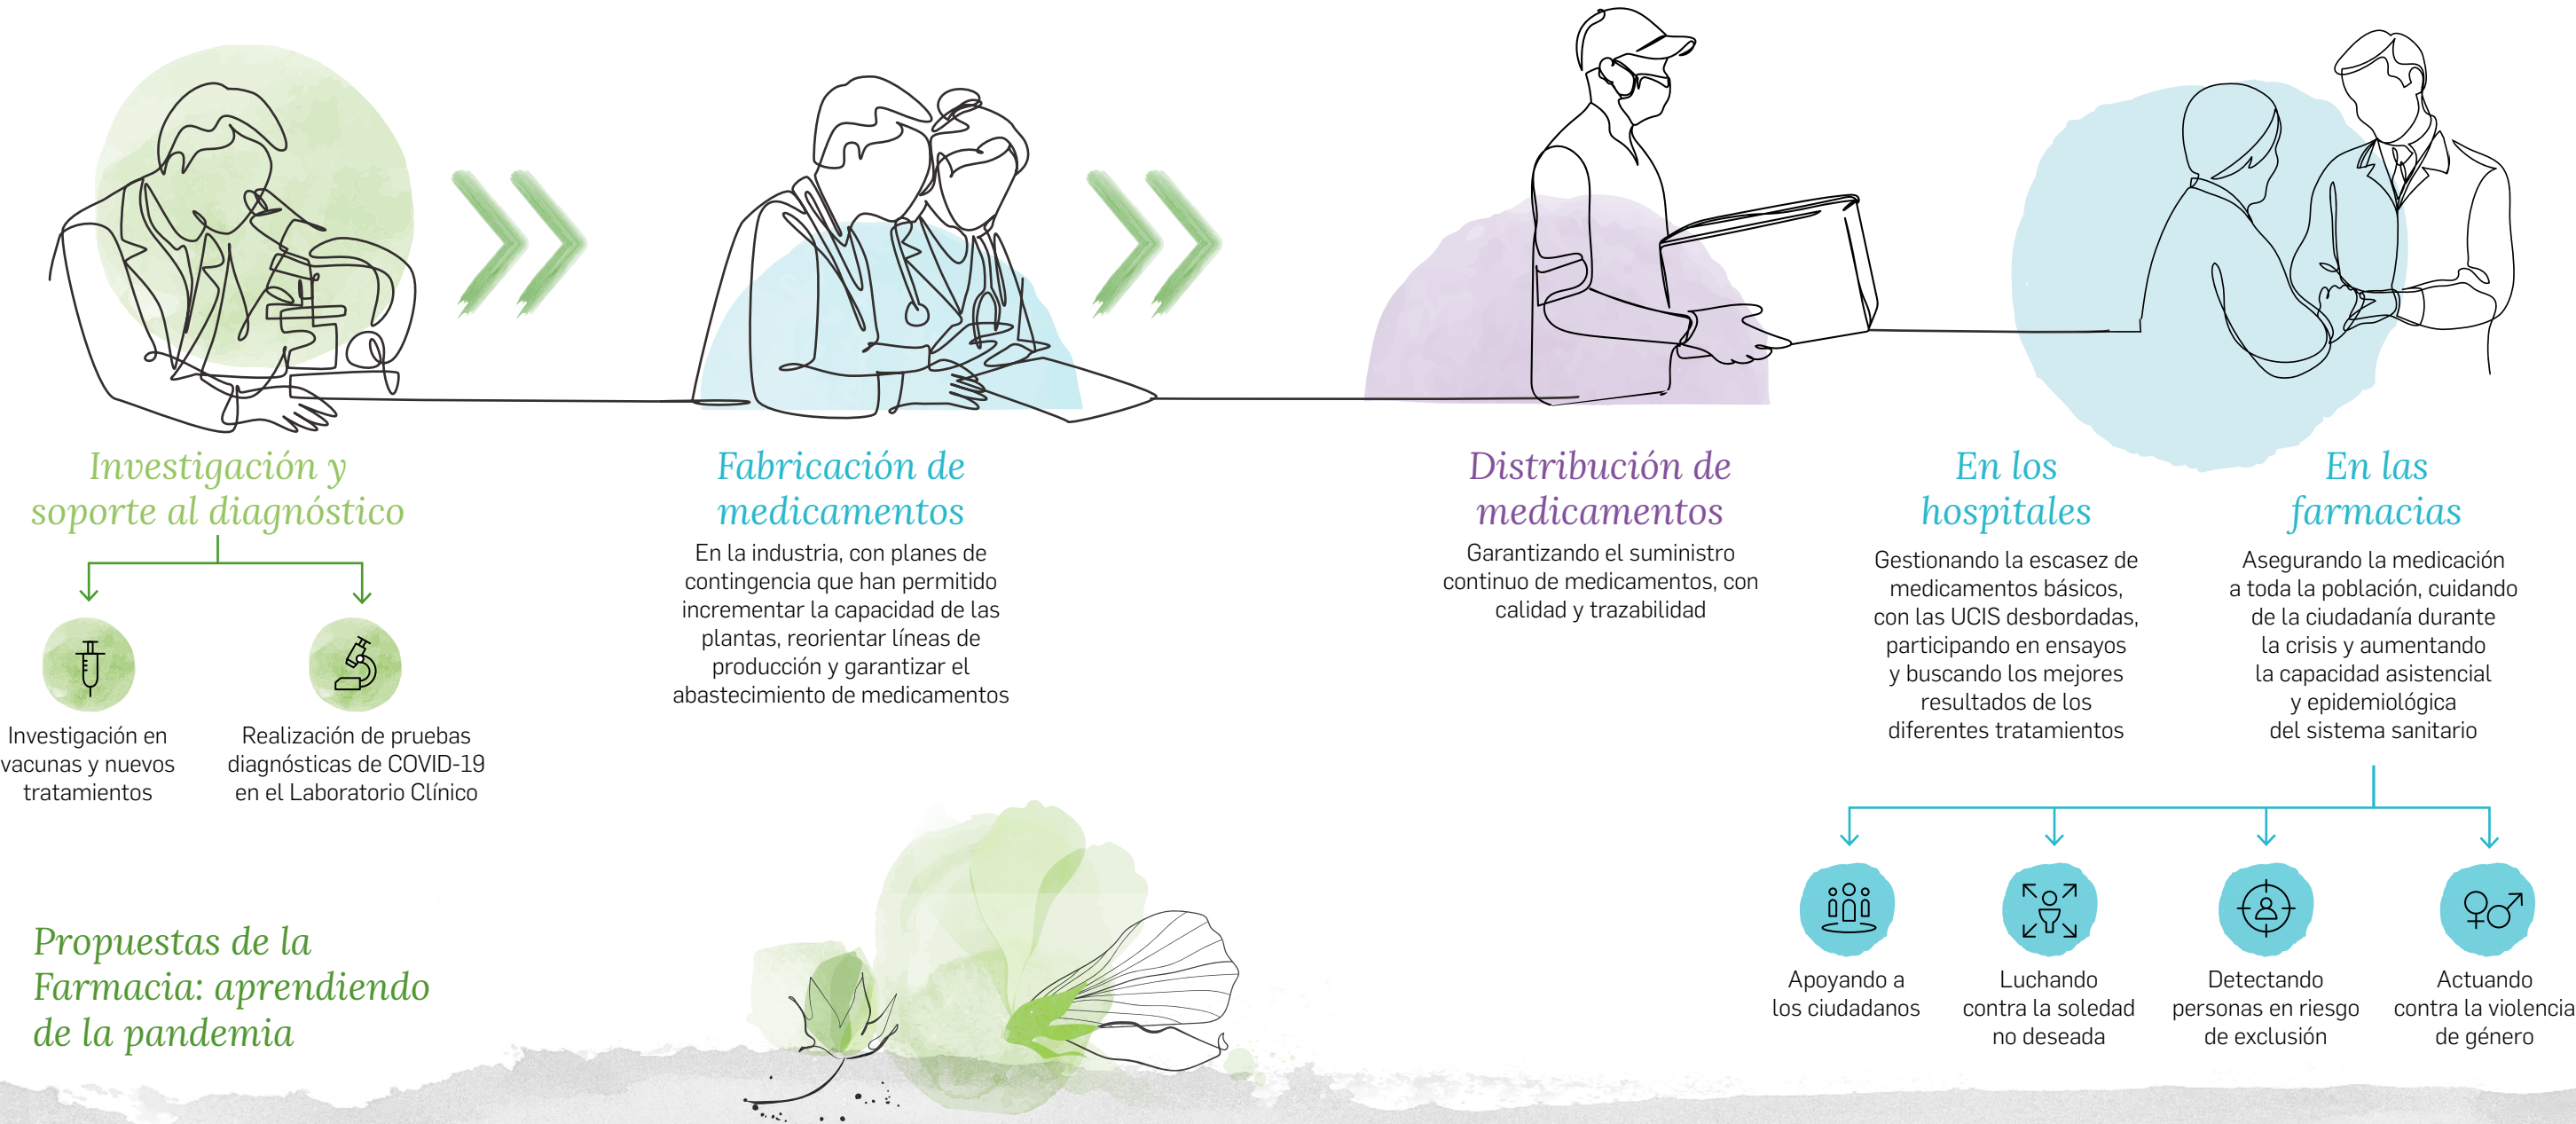 Investigación y
soporte al diagnóstico
Investigación en
vacunas y nuevos
tratamientos
Realización de pruebas
diagnósticas de COVID-19
en el Laboratorio Clínico
Fabricación de
medicamentos
En la industria, con planes de
contingencia que han permitido
incrementar la capacidad de las
plantas, reorientar líneas de
producción y garantizar el
abastecimiento de medicamentos
Distribución de
medicamentos
Garantizando el suministro
continuo de medicamentos, con
calidad y trazabilidad
En los
hospitales
Gestionando la escasez de
medicamentos básicos,
con las UCIS desbordadas,
participando en ensayos
y buscando los mejores
resultados de los
diferentes tratamientos
En las
farmacias
Asegurando la medicación
a toda la población, cuidando
de la ciudadanía durante
la crisis y aumentando
la capacidad asistencial
y epidemiológica
del sistema sanitario
Apoyando a
los ciudadanos
Luchando
contra la soledad
no deseada
Detectando
personas en riesgo
de exclusión
Actuando
contra la violencia
de género
Propuestas de la
Farmacia: aprendiendo
de la pandemia